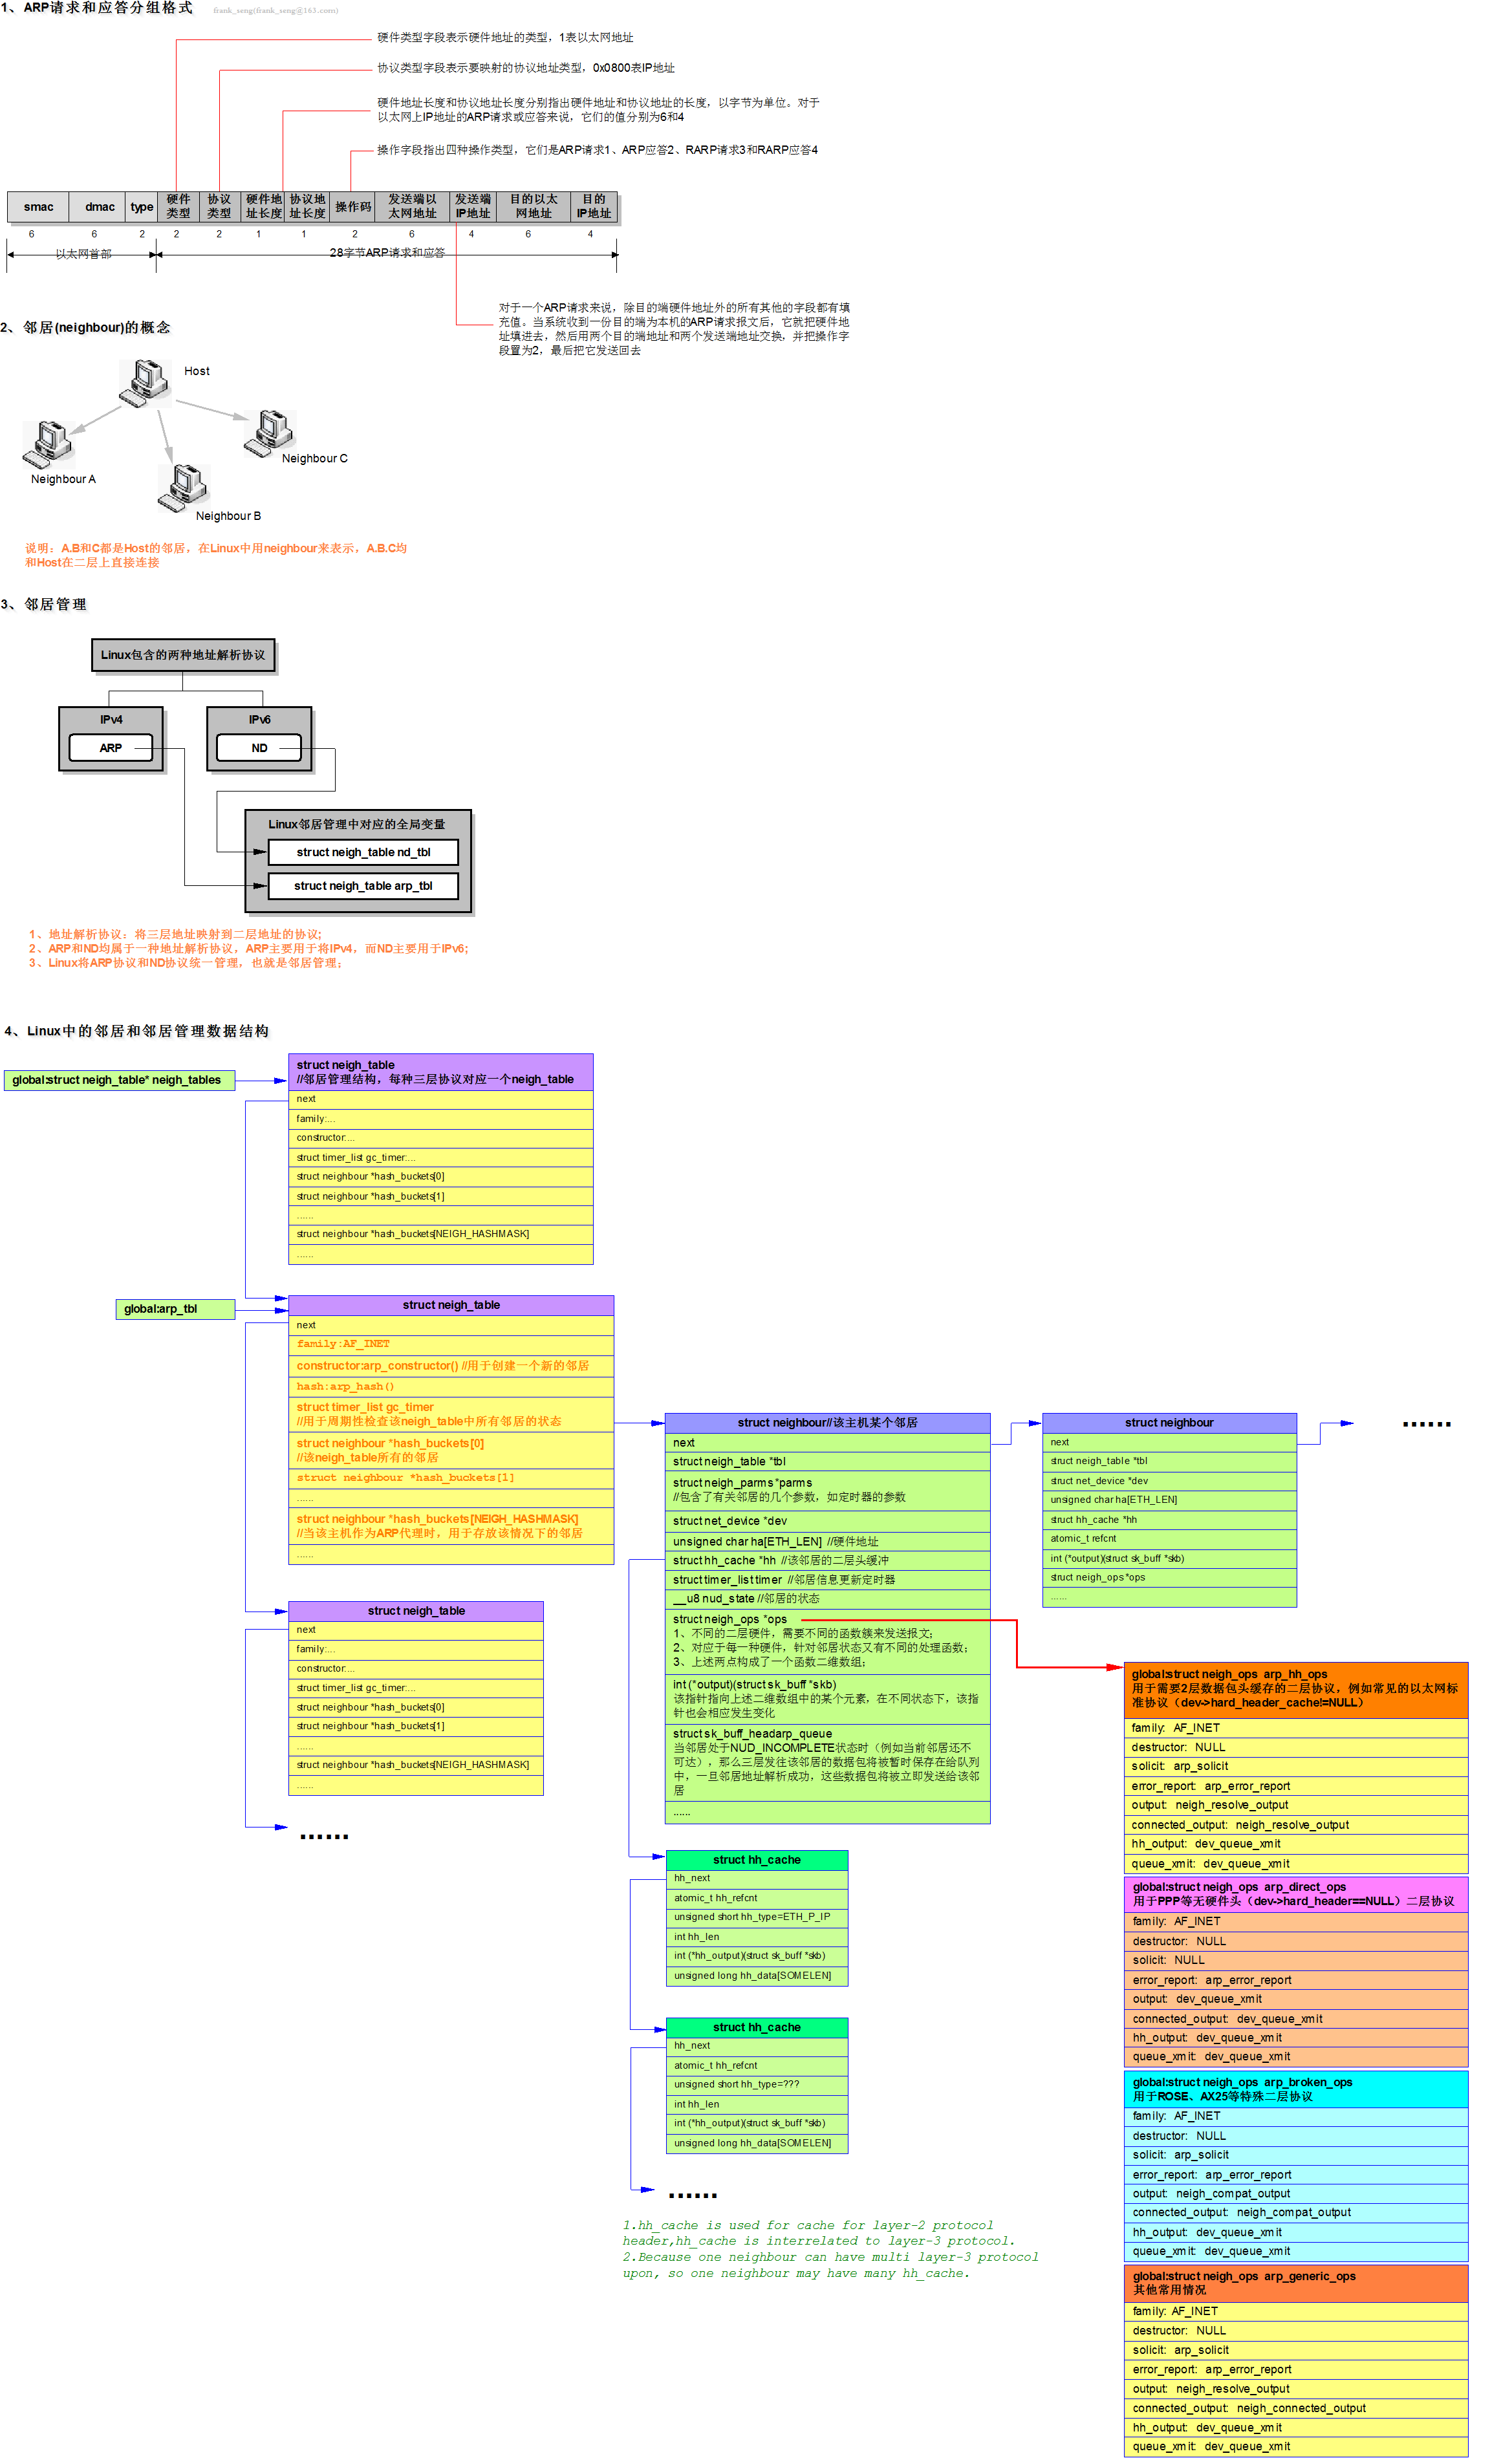 1、ARP请求和应答分组格式
frank_seng(frank_seng@163.com)
硬件类型字段表示硬件地址的类型，1表以太网地址
协议类型字段表示要映射的协议地址类型，0x0800表IP地址
硬件地址长度和协议地址长度分别指出硬件地址和协议地址的长度，以字节为单位。对于
以太网上IP地址的ARP请求或应答来说，它们的值分别为6和4
操作字段指出四种操作类型，它们是ARP请求1、ARP应答2、RARP请求3和RARP应答4
smac dmac type 硬件类型 协议类型 硬件地址长度 协议地址长度 操作码 发送端以太网地址 发送端IP地址 目的以太网地址 目的IP地址
6 6 2 2 2 1 1 2 6 4 6 4
以太网首部 28字节ARP请求和应答
对于一个ARP请求来说，除目的端硬件地址外的所有其他的字段都有填
充值。当系统收到一份目的端为本机的ARP请求报文后，它就把硬件地
址填进去，然后用两个目的端地址和两个发送端地址交换，并把操作字
段置为2，最后把它发送回去
2、邻居(neighbour)的概念
Host
Neighbour A
Neighbour C
Neighbour B
说明：A.B和C都是Host的邻居，在Linux中用neighbour来表示，A.B.C均
和Host在二层上直接连接
3、邻居管理
Linux包含的两种地址解析协议
IPv4
ARP
IPv6
ND
Linux邻居管理中对应的全局变量
struct neigh_table nd_tbl
struct neigh_table arp_tbl
1、地址解析协议：将三层地址映射到二层地址的协议;
2、ARP和ND均属于一种地址解析协议，ARP主要用于将IPv4，而ND主要用于IPv6;
3、Linux将ARP协议和ND协议统一管理，也就是邻居管理；
4、Linux中的邻居和邻居管理数据结构
global:struct neigh_table* neigh_tables
struct neigh_table
//邻居管理结构，每种三层协议对应一个neigh_table
next
family:...
constructor:...
struct timer_list gc_timer:...
struct neighbour *hash_buckets[0]
struct neighbour *hash_buckets[1]
......
struct neighbour *hash_buckets[NEIGH_HASHMASK]
......
global:arp_tbl
struct neigh_table
next
family:AF_INET
constructor:arp_constructor() //用于创建一个新的邻居
hash:arp_hash()
struct timer_list gc_timer
//用于周期性检查该neigh_table中所有邻居的状态
struct neighbour *hash_buckets[0]
//该neigh_table所有的邻居
struct neighbour *hash_buckets[1]
......
struct neighbour *hash_buckets[NEIGH_HASHMASK]
//当该主机作为ARP代理时，用于存放该情况下的邻居
......
struct neigh_table
next
family:...
constructor:...
struct timer_list gc_timer:...
struct neighbour *hash_buckets[0]
struct neighbour *hash_buckets[1]
......
struct neighbour *hash_buckets[NEIGH_HASHMASK]
......
......
struct neighbour//该主机某个邻居
next
struct neigh_table *tbl
struct neigh_parms *parms
//包含了有关邻居的几个参数，如定时器的参数
struct net_device *dev
unsigned char ha[ETH_LEN] //硬件地址
struct hh_cache *hh //该邻居的二层头缓冲
struct timer_list timer //邻居信息更新定时器
__u8 nud_state //邻居的状态
struct neigh_ops *ops
1、不同的二层硬件，需要不同的函数簇来发送报文；
2、对应于每一种硬件，针对邻居状态又有不同的处理函数；
3、上述两点构成了一个函数二维数组；
int (*output)(struct sk_buff *skb)
该指针指向上述二维数组中的某个元素，在不同状态下，该指
针也会相应发生变化
struct sk_buff_headarp_queue
当邻居处于NUD_INCOMPLETE状态时（例如当前邻居还不
可达），那么三层发往该邻居的数据包将被暂时保存在给队列
中，一旦邻居地址解析成功，这些数据包将被立即发送给该邻
居
......
struct neighbour
next
struct neigh_table *tbl
struct net_device *dev
unsigned char ha[ETH_LEN]
struct hh_cache *hh
atomic_t refcnt
int (*output)(struct sk_buff *skb)
struct neigh_ops *ops
......
......
struct hh_cache
hh_next
atomic_t hh_refcnt
unsigned short hh_type=ETH_P_IP
int hh_len
int (*hh_output)(struct sk_buff *skb)
unsigned long hh_data[SOMELEN]
struct hh_cache
hh_next
atomic_t hh_refcnt
unsigned short hh_type=???
int hh_len
int (*hh_output)(struct sk_buff *skb)
unsigned long hh_data[SOMELEN]
......
1.hh_cache is used for cache for layer-2 protocol
header,hh_cache is interrelated to layer-3 protocol.
2.Because one neighbour can have multi layer-3 protocol
upon, so one neighbour may have many hh_cache.
global:struct neigh_ops arp_hh_ops
用于需要2层数据包头缓存的二层协议，例如常见的以太网标
准协议（dev->hard_header_cache!=NULL）
family: AF_INET
destructor: NULL
solicit: arp_solicit
error_report: arp_error_report
output: neigh_resolve_output
connected_output: neigh_resolve_output
hh_output: dev_queue_xmit
queue_xmit: dev_queue_xmit
global:struct neigh_ops arp_direct_ops
用于PPP等无硬件头（dev->hard_header==NULL）二层协议
family: AF_INET
destructor: NULL
solicit: NULL
error_report: arp_error_report
output: dev_queue_xmit
connected_output: dev_queue_xmit
hh_output: dev_queue_xmit
queue_xmit: dev_queue_xmit
global:struct neigh_ops arp_broken_ops
用于ROSE、AX25等特殊二层协议
family: AF_INET
destructor: NULL
solicit: arp_solicit
error_report: arp_error_report
output: neigh_compat_output
connected_output: neigh_compat_output
hh_output: dev_queue_xmit
queue_xmit: dev_queue_xmit
global:struct neigh_ops arp_generic_ops
其他常用情况
family: AF_INET
destructor: NULL
solicit: arp_solicit
error_report: arp_error_report
output: neigh_resolve_output
connected_output: neigh_connected_output
hh_output: dev_queue_xmit
queue_xmit: dev_queue_xmit